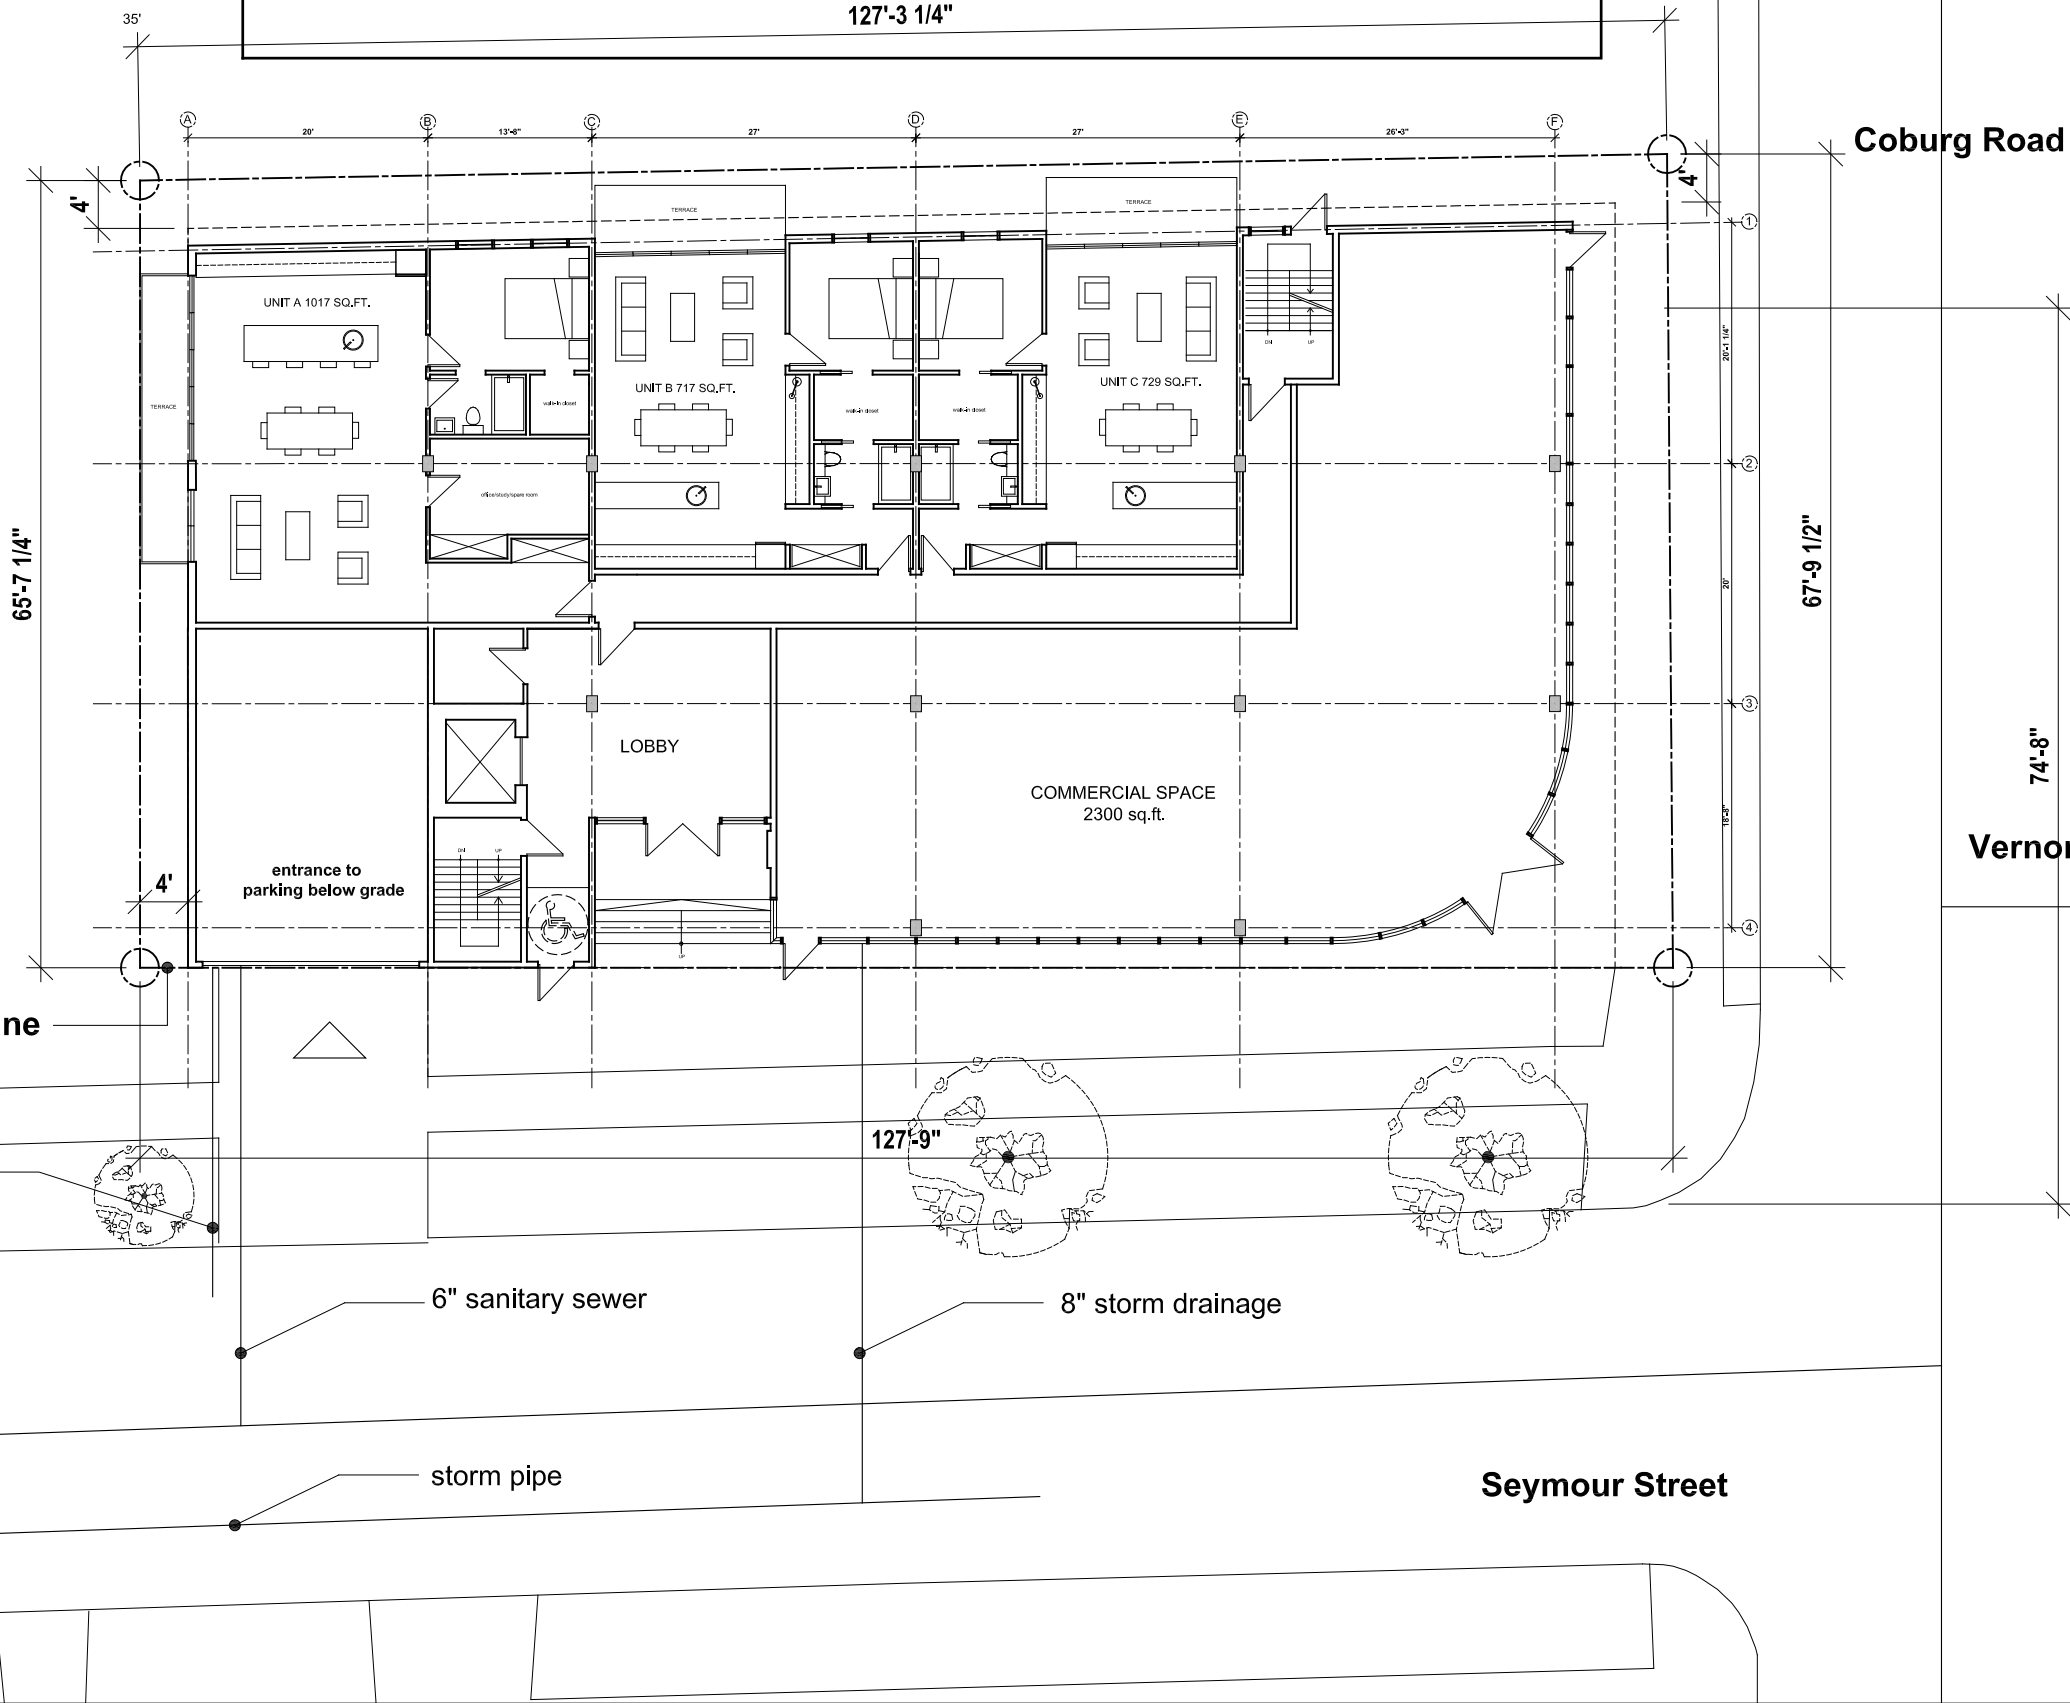 35'
127'-3 1/4"
A
B
C
D
E
F
20'
13'-8"
27'
27'
26'-3"
Coburg Road
4'
4'
TERRACE
TERRACE
1
UNIT A 1017 SQ.FT.
20'-1 1/4"
DN
UP
UNIT B 717 SQ.FT.
UNIT C 729 SQ.FT.
TERRACE
walk-in closet
walk-in closet
walk-in closet
2
office/study/spare room
65'-7 1/4"
67'-9 1/2"
20'
3
LOBBY
74'-8"
COMMERCIAL SPACE
2300 sq.ft.
18'-8"
Vernon
DN
UP
entrance to
parking below grade
4'
4
UP
ne
127'-9"
6" sanitary sewer
8" storm drainage
storm pipe
Seymour Street